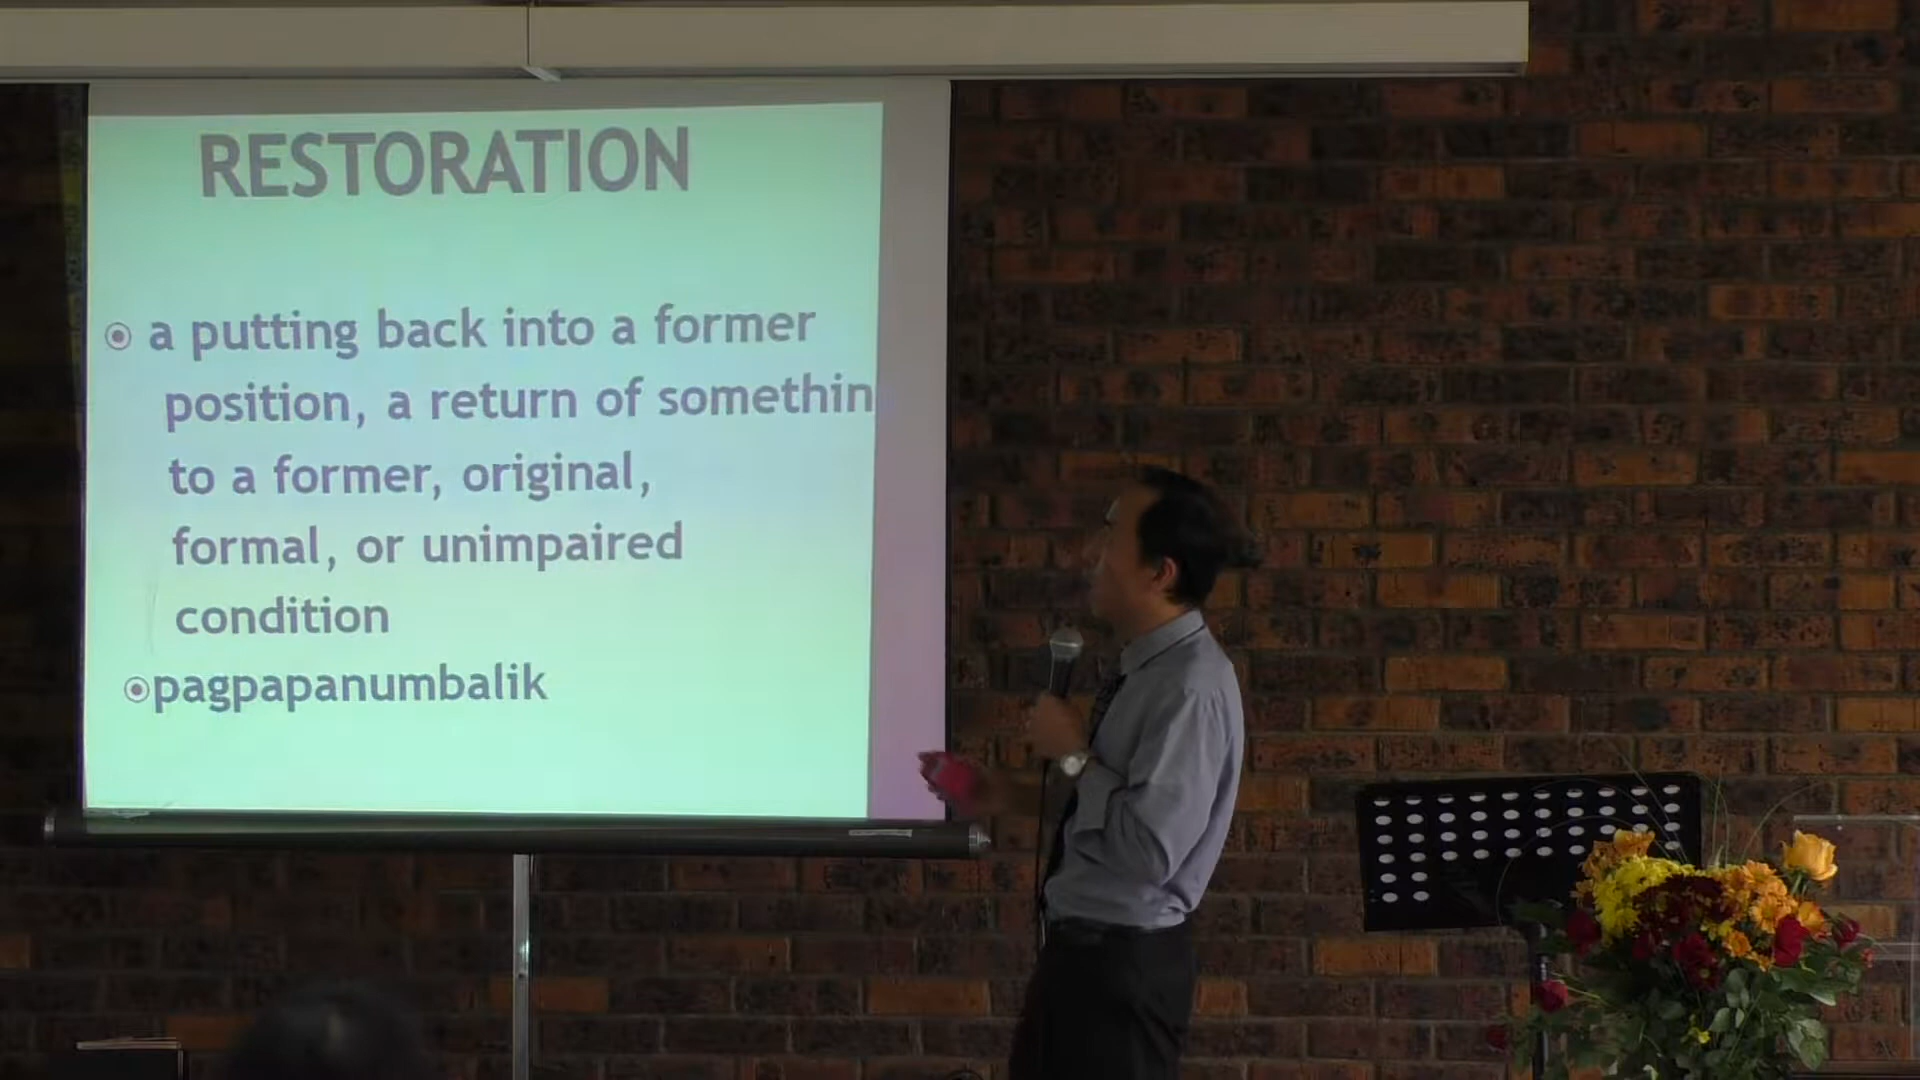 RESTORATION
a putting back into a former
position, a return of somethin
to a former, original,
formal, or unimpaired
condition
pagpapanumbalik